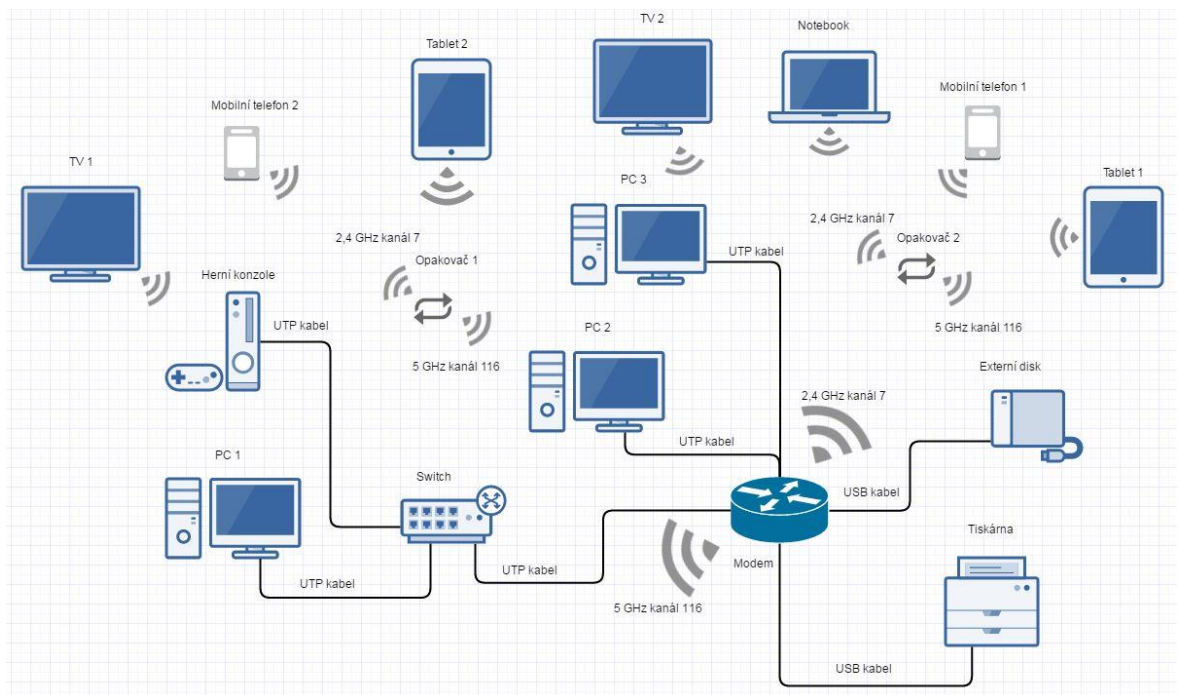 TV 2
Notebook
Tablet 2
Mobilní telefon 2
Mobilní telefon 1
TV 1
PC 3
Tablet 1
2,4 GHz kanál 7
Opakovač 1
UTP kabel
2,4 GHz kanál 7
Opakovač 2
Herní konzole
UTP kabel
PC 2
5 GHz kanál 116
5 GHz kanál 116
Externí disk
2,4 GHz kanál 7
UTP kabel
PC 1
Switch
USB kabel
Tiskárna
UTP kabel
UTP kabel
Modem
5 GHz kanál 116
USB kabel